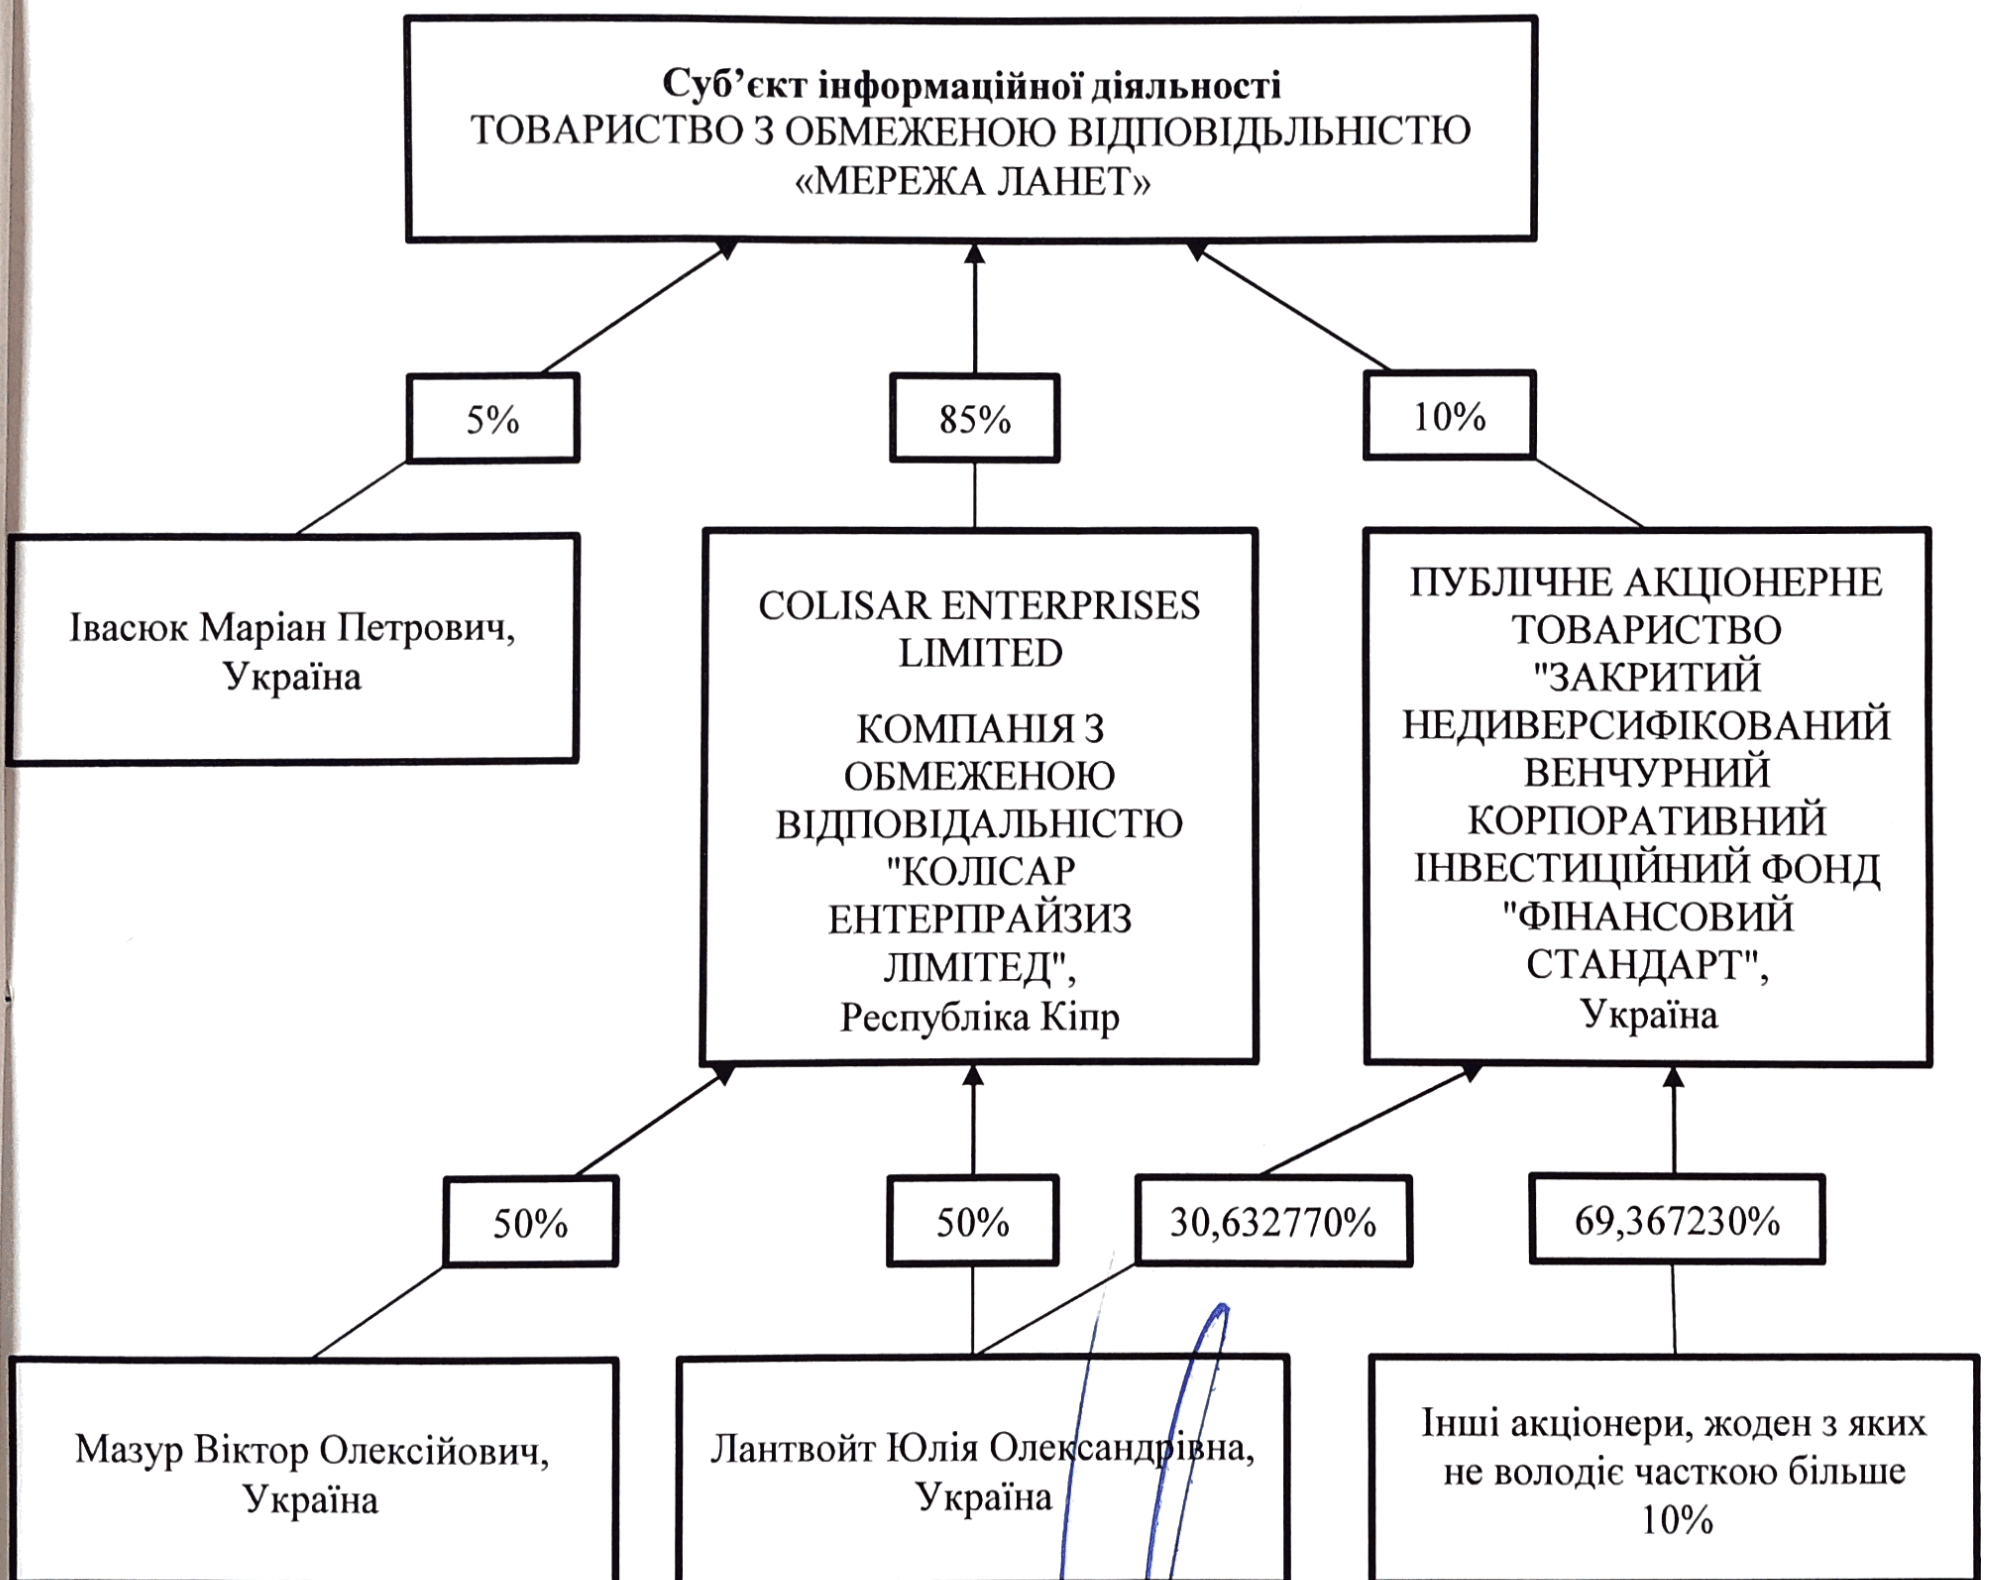 Суб’єкт інформаційної діяльності
ТОВАРИСТВО З ОБМЕЖЕНОЮ ВІДПОВІДЬЛЬНІСТЮ
«МЕРЕЖА ЛАНЕТ»
5%
85%
10%
Івасюк Маріан Петрович,
Україна
COLISAR ENTERPRISES
LIMITED
КОМПАНІЯ З
ОБМЕЖЕНОЮ
ВІДПОВІДАЛЬНІСТЮ
"КОЛІСАР
ЕНТЕРПРАЙЗИЗ
ЛІМІТЕД",
Республіка Кіпр
ПУБЛІЧНЕ АКЦІОНЕРНЕ
ТОВАРИСТВО
"ЗАКРИТИЙ
НЕДИВЕРСИФІКОВАНИЙ
ВЕНЧУРНИЙ
КОРПОРАТИВНИЙ
ІНВЕСТИЦІЙНИЙ ФОНД
"ФІНАНСОВИЙ
СТАНДАРТ",
Україна
50%
50%
30,632770%
69,367230%
Мазур Віктор Олексійович,
Україна
Лантвойт Юлія Олександрівна,
Україна
Інші акціонери, жоден з яких
не володіє часткою більше
10%